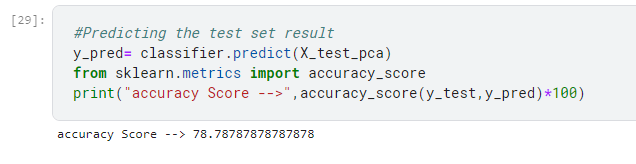 [29]:
#Predicting the test set result
y_pred= classifier.predict(X_test_pca)
from sklearn.metrics import accuracy_score
print("accuracy Score -->",accuracy_score(y_test,y_pred)*100)
accuracy Score --> 78.78787878787878